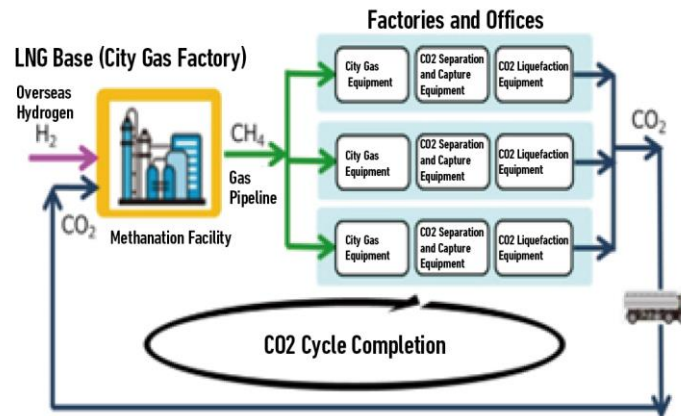 Factories and Offices
LNG Base (City Gas Factory)
Overseas
Hydrogen
H2
CO2
Methanation Facility
CH4
Gas
Pipeline
City Gas
Equipment
CO2 Separation
and Capture
Equipment
CO2 Liquefaction
Equipment
City Gas
Equipment
CO2 Separation
and Capture
Equipment
CO2 Liquefaction
Equipment
City Gas
Equipment
CO2 Separation
and Capture
Equipment
CO2 Liquefaction
Equipment
CO2
CO2 Cycle Completion